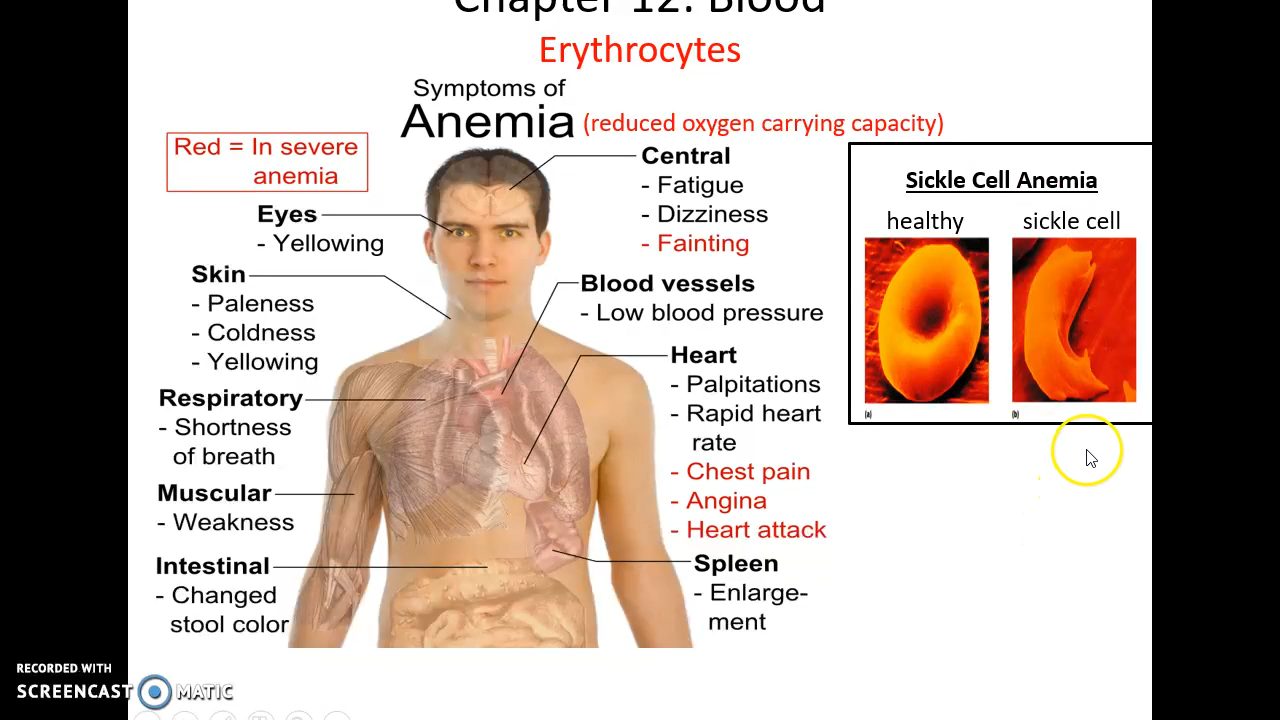 Chapter 12: Blood
Erythrocytes
Symptoms of
Anemia (reduced oxygen carrying capacity)
Red = In severe
anemia
Eyes
- Yellowing
Skin
- Paleness
- Coldness
- Yellowing
Respiratory
- Shortness
of breath
Muscular
- Weakness
Intestinal
- Changed
stool color
Central
- Fatigue
- Dizziness
- Fainting
Blood vessels
- Low blood pressure
Heart
- Palpitations
- Rapid heart
rate
- Chest pain
- Angina
- Heart attack
Spleen
- Enlarge-
ment
Sickle Cell Anemia
healthy sickle cell
(a) (b)
RECORDED WITH
SCREENCAST MATIC